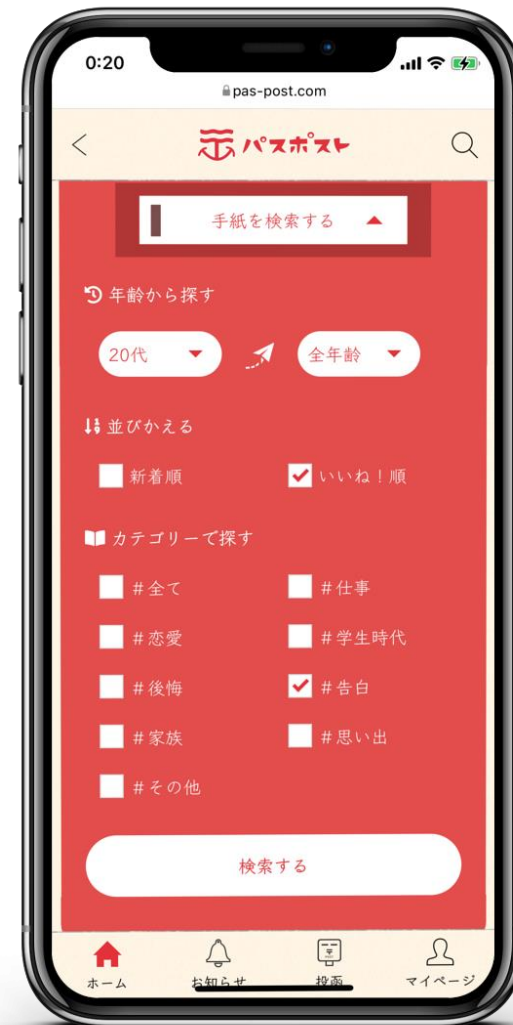 0:20
pas-post.com
パスポスト
手紙を検索する
年齢から探す
20代 全年齢
並びかえる
新着順 いいね！順
カテゴリーで探す
#全て #仕事
#恋愛 #学生時代
#後悔 #告白
#家族 #思い出
#その他
検索する
ホーム お知らせ 投函 マイページ